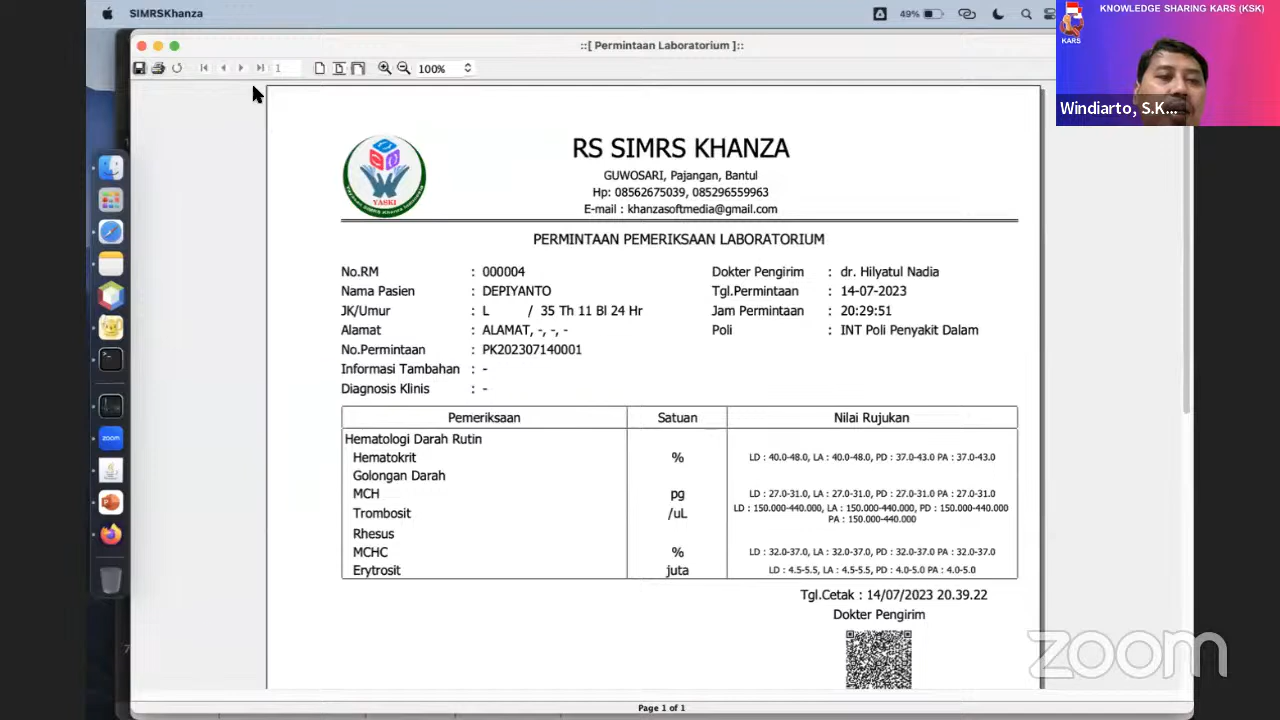 SIMRSKhanza
49%
KNOWLEDGE SHARING KARS (KSK)
KARS
Windiarto, S.K...
::[ Permintaan Laboratorium ]::
1
100%
RS SIMRS KHANZA
GUWOSARI, Pajangan, Bantul
Hp: 08562675039, 085296559963
E-mail : khanzasoftmedia@gmail.com
YASKI
PERMINTAAN PEMERIKSAAN LABORATORIUM
No.RM : 000004 Dokter Pengirim : dr. Hilyatul Nadia
Nama Pasien : DEPIYANTO Tgl.Permintaan : 14-07-2023
JK/Umur : L / 35 Th 11 Bl 24 Hr Jam Permintaan : 20:29:51
Alamat : ALAMAT, -, -, - Poli : INT Poli Penyakit Dalam
No.Permintaan : PK202307140001
Informasi Tambahan : -
Diagnosis Klinis : -
Pemeriksaan Satuan Nilai Rujukan
Hematologi Darah Rutin
Hematokrit % LD : 40.0-48.0, LA : 40.0-48.0, PD : 37.0-43.0 PA : 37.0-43.0
Golongan Darah
MCH pg LD : 27.0-31.0, LA : 27.0-31.0, PD : 27.0-31.0 PA : 27.0-31.0
Trombosit /uL LD : 150.000-440.000, LA : 150.000-440.000, PD : 150.000-440.000
PA : 150.000-440.000
Rhesus
MCHC % LD : 32.0-37.0, LA : 32.0-37.0, PD : 32.0-37.0 PA : 32.0-37.0
Erytrosit juta LD : 4.5-5.5, LA : 4.5-5.5, PD : 4.0-5.0 PA : 4.0-5.0
Tgl.Cetak : 14/07/2023 20.39.22
Dokter Pengirim
zoom
zoom
Page 1 of 1